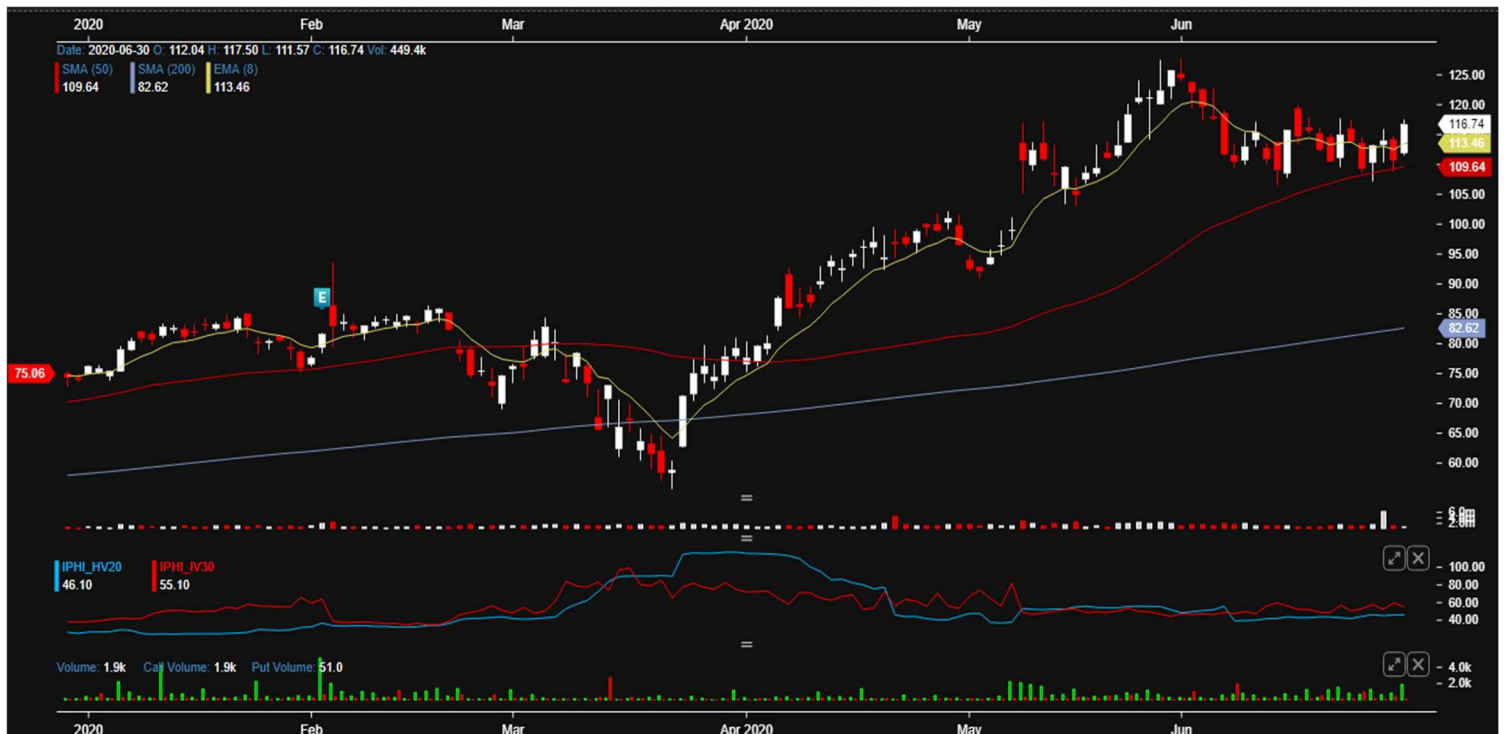 2020 Feb Mar Apr 2020 May Jun
Date: 2020-06-30 O: 112.04 H: 117.50 L: 111.57 C: 116.74 Vol: 449.4k
SMA (50) SMA (200) EMA (8)
109.64 82.62 113.46
E
75.06
125.00
120.00
116.74
113.46
109.64
105.00
100.00
95.00
90.00
85.00
82.62
80.00
75.00
70.00
65.00
60.00
6.0m
2.0m
IPHI_HV20 IPHI_IV30
46.10 55.10
100.00
80.00
60.00
40.00
Volume: 1.9k Call Volume: 1.9k Put Volume: 51.0
4.0k
2.0k
2020 Feb Mar Apr 2020 May Jun